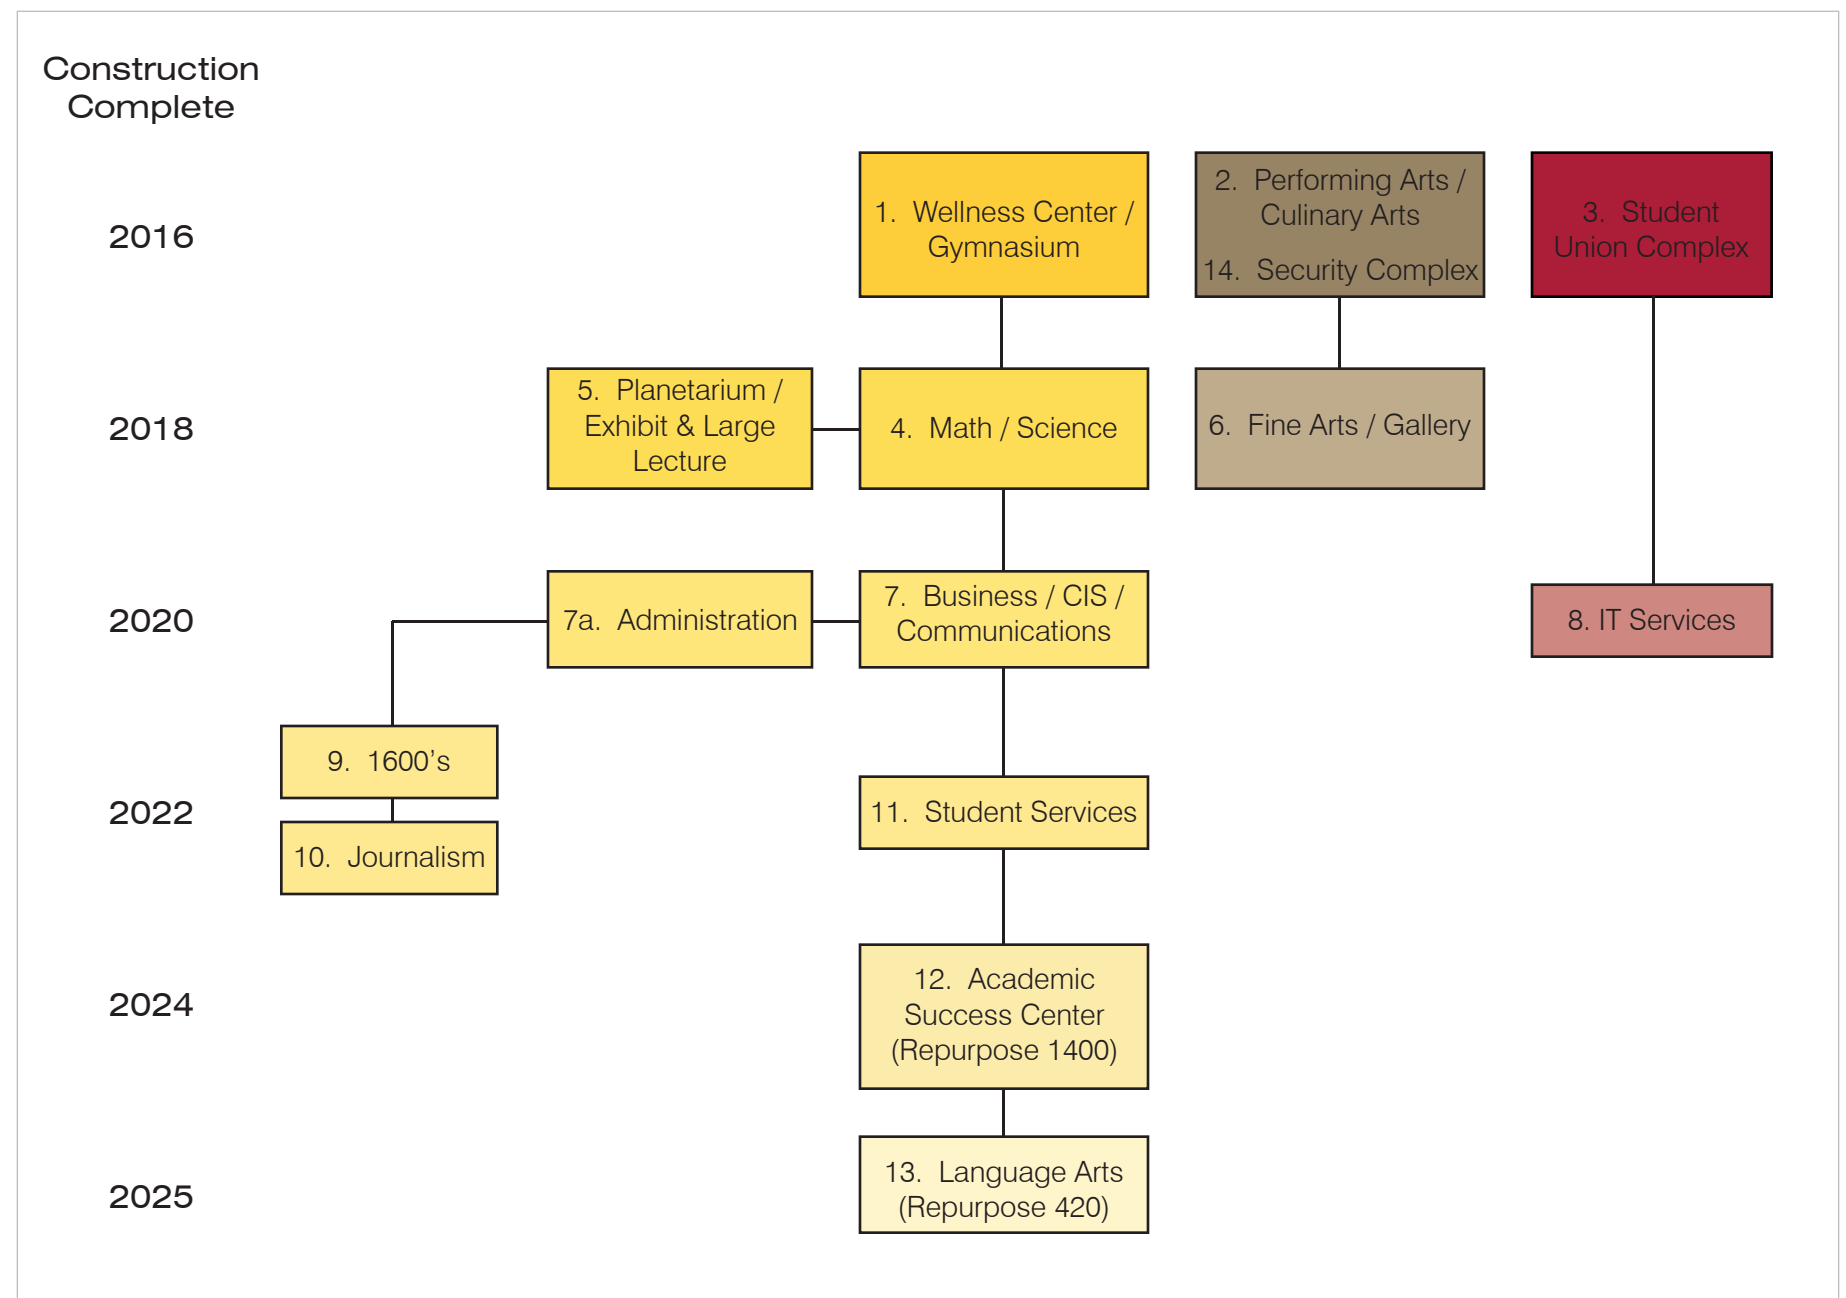 Construction
Complete
2016
1. Wellness Center /
Gymnasium
2. Performing Arts /
Culinary Arts
14. Security Complex
3. Student
Union Complex
2018
5. Planetarium /
Exhibit & Large
Lecture
4. Math / Science
6. Fine Arts / Gallery
2020
7a. Administration
7. Business / CIS /
Communications
8. IT Services
9. 1600’s
2022
10. Journalism
11. Student Services
2024
12. Academic
Success Center
(Repurpose 1400)
2025
13. Language Arts
(Repurpose 420)